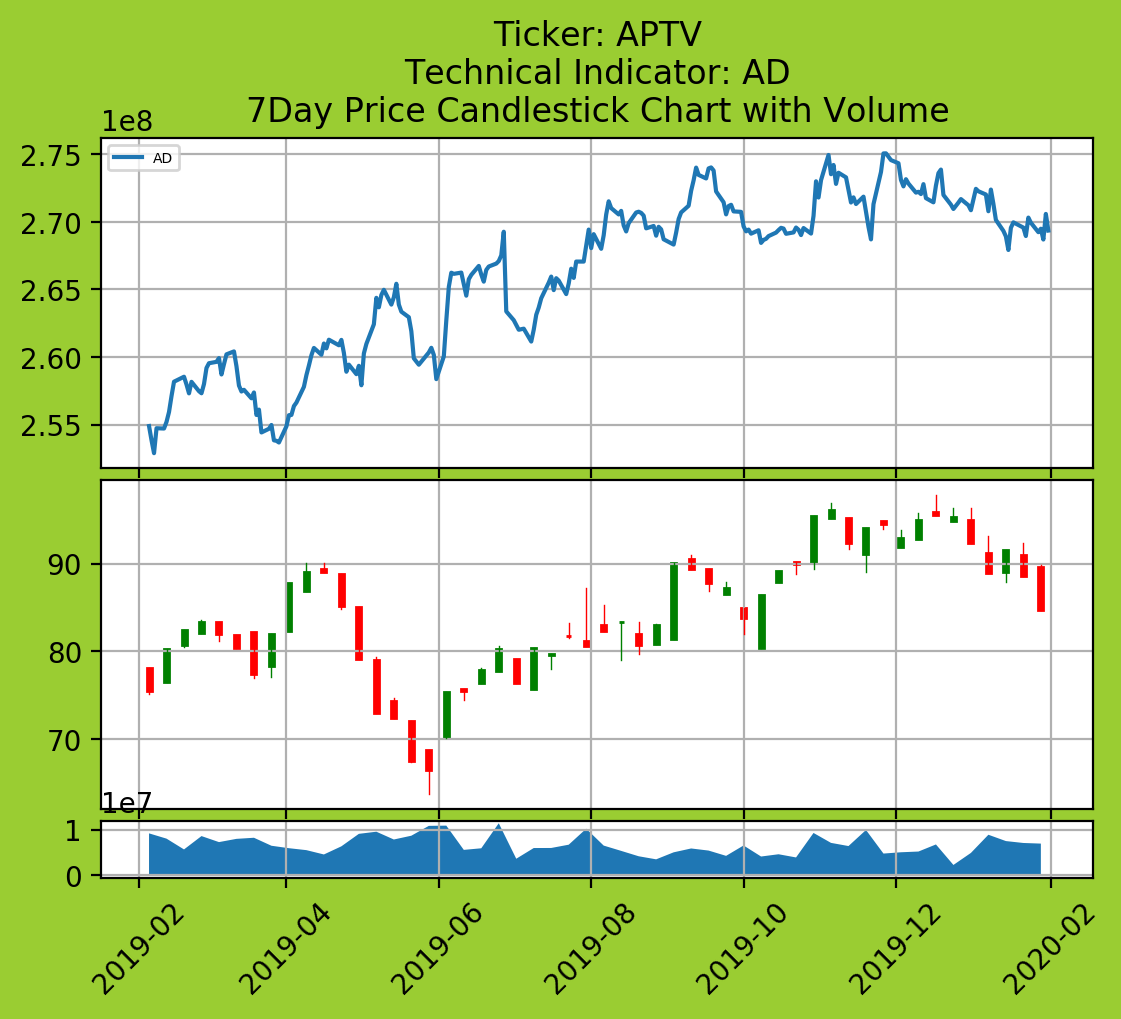 Ticker: APTV
Technical Indicator: AD
7Day Price Candlestick Chart with Volume
1e8
AD
2.75
2.70
2.65
2.60
2.55
90
80
70
1e7
1
0
2019-02
2019-04
2019-06
2019-08
2019-10
2019-12
2020-02